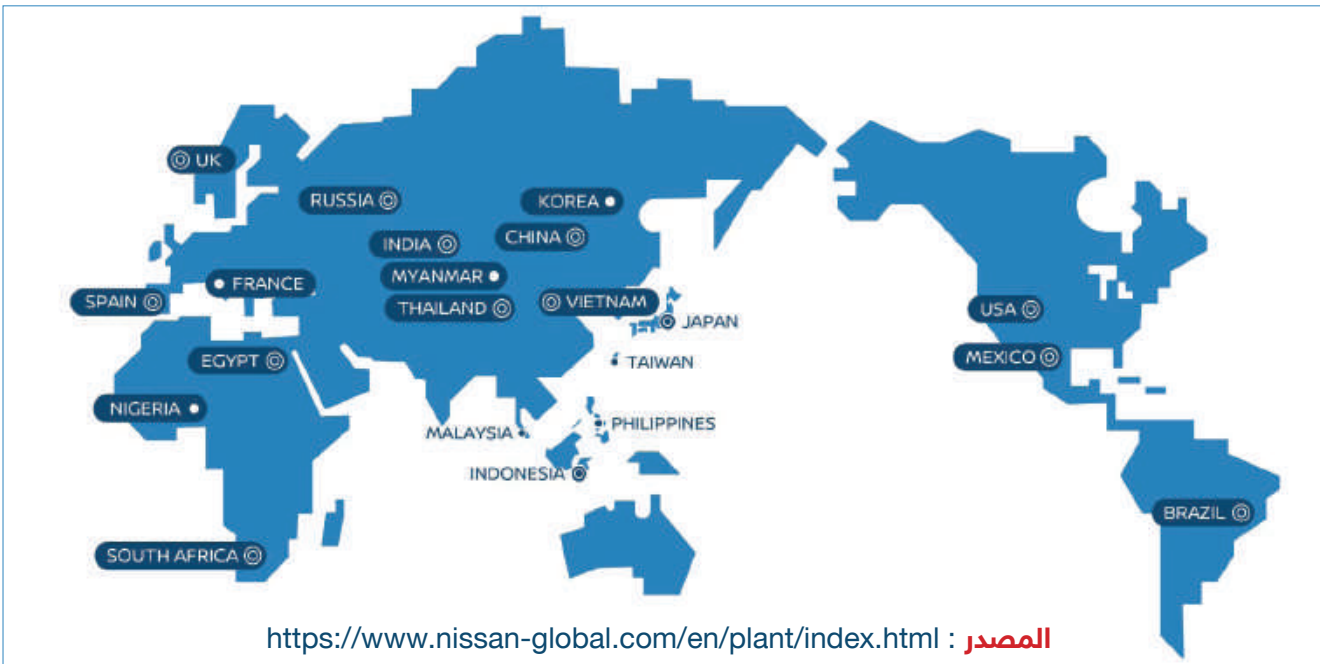 UK
RUSSIA
KOREA
INDIA
CHINA
MYANMAR
FRANCE
SPAIN
THAILAND
VIETNAM
JAPAN
USA
EGYPT
TAIWAN
MEXICO
NIGERIA
MALAYSIA
PHILIPPINES
INDONESIA
BRAZIL
SOUTH AFRICA
المصدر : https://www.nissan-global.com/en/plant/index.html